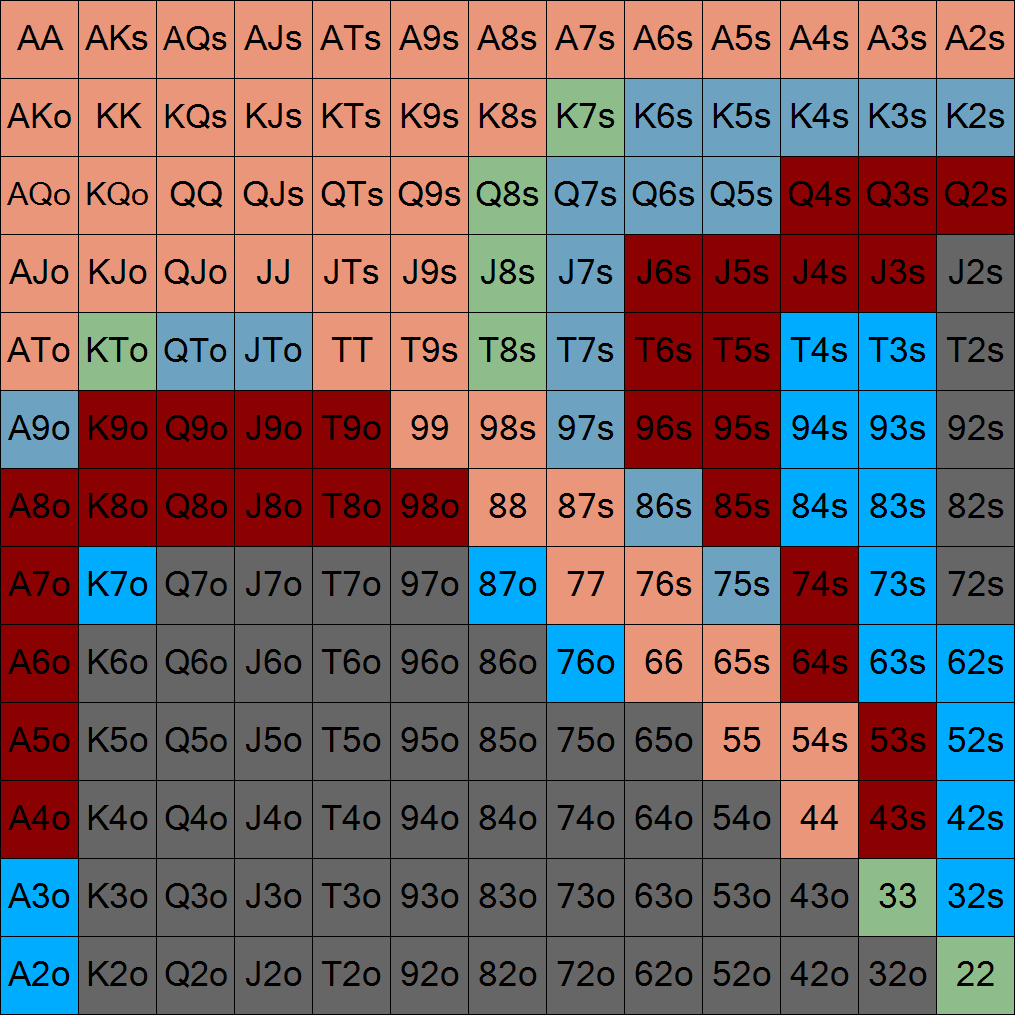 AA AKs AQs AJs ATs A9s A8s A7s A6s A5s A4s A3s A2s
AKo KK KQs KJs KTs K9s K8s K7s K6s K5s K4s K3s K2s
AQo KQo QQ QJs QTs Q9s Q8s Q7s Q6s Q5s Q4s Q3s Q2s
AJo KJo QJo JJ JTs J9s J8s J7s J6s J5s J4s J3s J2s
ATo KTo QTo JTo TT T9s T8s T7s T6s T5s T4s T3s T2s
A9o K9o Q9o J9o T9o 99 98s 97s 96s 95s 94s 93s 92s
A8o K8o Q8o J8o T8o 98o 88 87s 86s 85s 84s 83s 82s
A7o K7o Q7o J7o T7o 97o 87o 77 76s 75s 74s 73s 72s
A6o K6o Q6o J6o T6o 96o 86o 76o 66 65s 64s 63s 62s
A5o K5o Q5o J5o T5o 95o 85o 75o 65o 55 54s 53s 52s
A4o K4o Q4o J4o T4o 94o 84o 74o 64o 54o 44 43s 42s
A3o K3o Q3o J3o T3o 93o 83o 73o 63o 53o 43o 33 32s
A2o K2o Q2o J2o T2o 92o 82o 72o 62o 52o 42o 32o 22